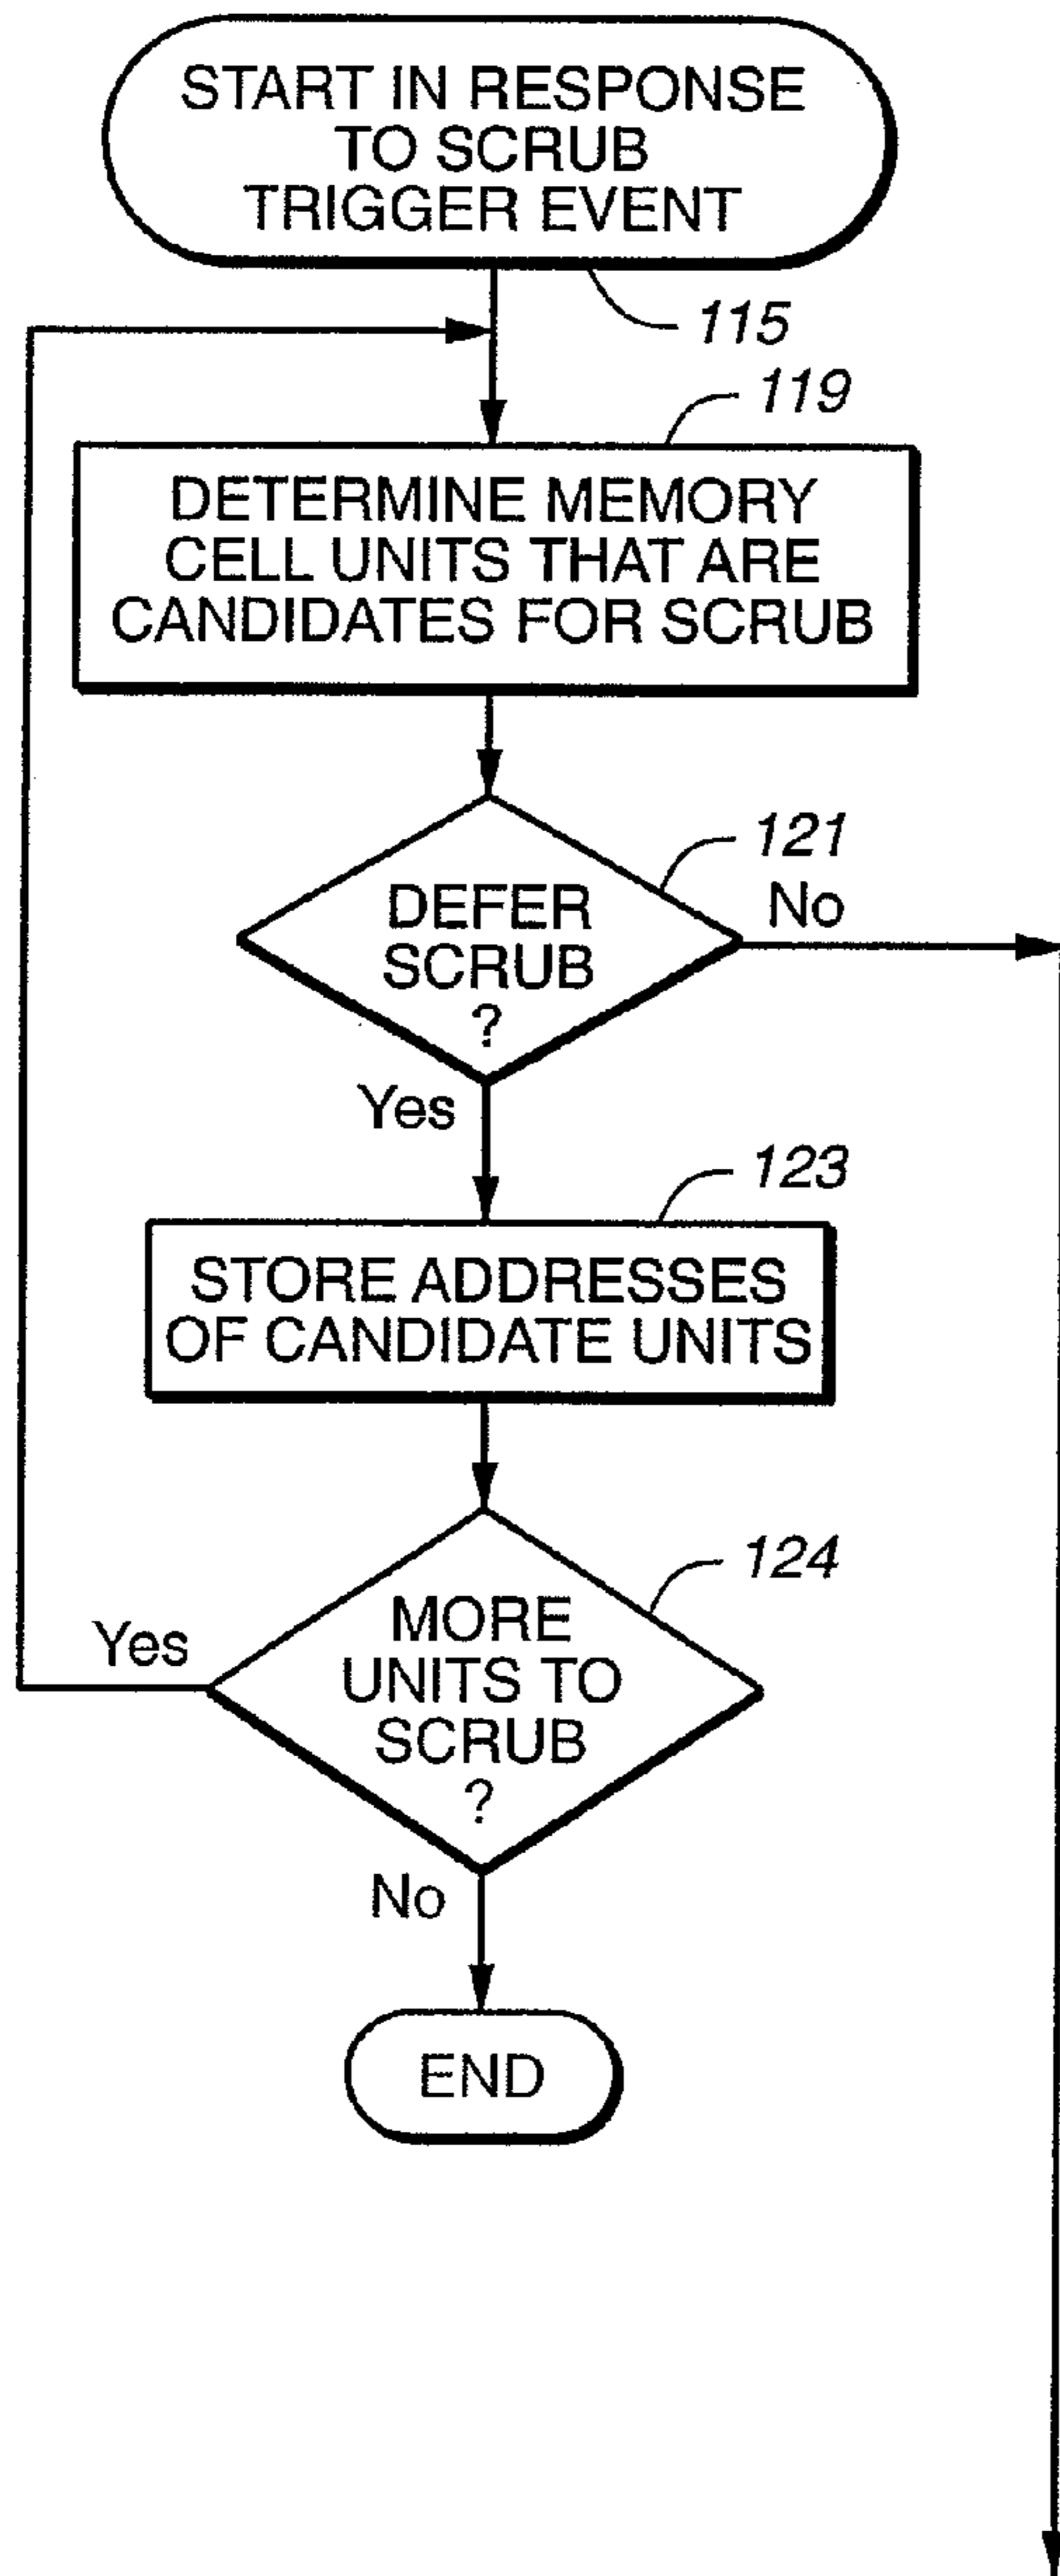 START IN RESPONSE
TO SCRUB
TRIGGER EVENT
115
119
DETERMINE MEMORY
CELL UNITS THAT ARE
CANDIDATES FOR SCRUB
121
DEFER
SCRUB
?
No
Yes
123
STORE ADDRESSES
OF CANDIDATE UNITS
124
MORE
UNITS TO
SCRUB
?
Yes
No
END